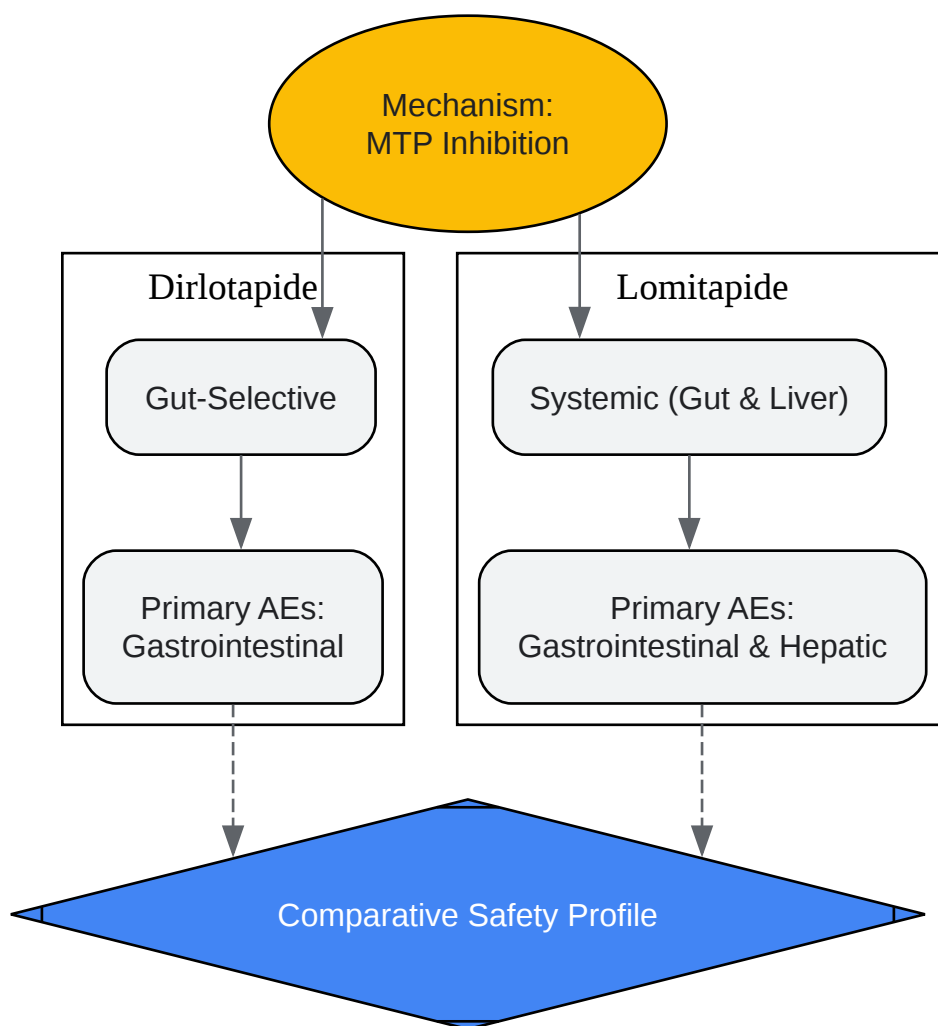 Mechanism:
MTP Inhibition
Dirlotapide
Lomitapide
Gut-Selective
Systemic (Gut & Liver)
Primary AEs:
Gastrointestinal
Primary AEs:
Gastrointestinal & Hepatic
Comparative Safety Profile